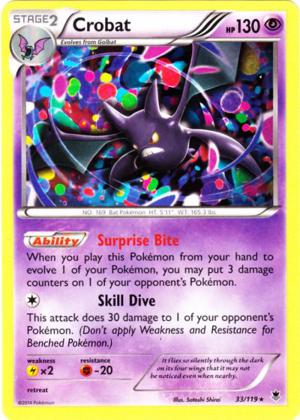 STAGE2
Crobat
HP130
Evolves from Golbat
NO. 169 Bat Pokémon HT. 5'11" WT. 165.3 lbs.
Ability
Surprise Bite
When you play this Pokémon from your hand to
evolve 1 of your Pokémon, you may put 3 damage
counters on 1 of your opponent's Pokémon.
Skill Dive
This attack does 30 damage to 1 of your opponent's
Pokémon. (Don't apply Weakness and Resistance for
Benched Pokémon.)
weakness
×2
resistance
-20
retreat
It flies so silently through the dark
on its four wings that it may not
be noticed even when nearby.
Illus. Satoshi Shirai
33/119
©2014 Pokémon